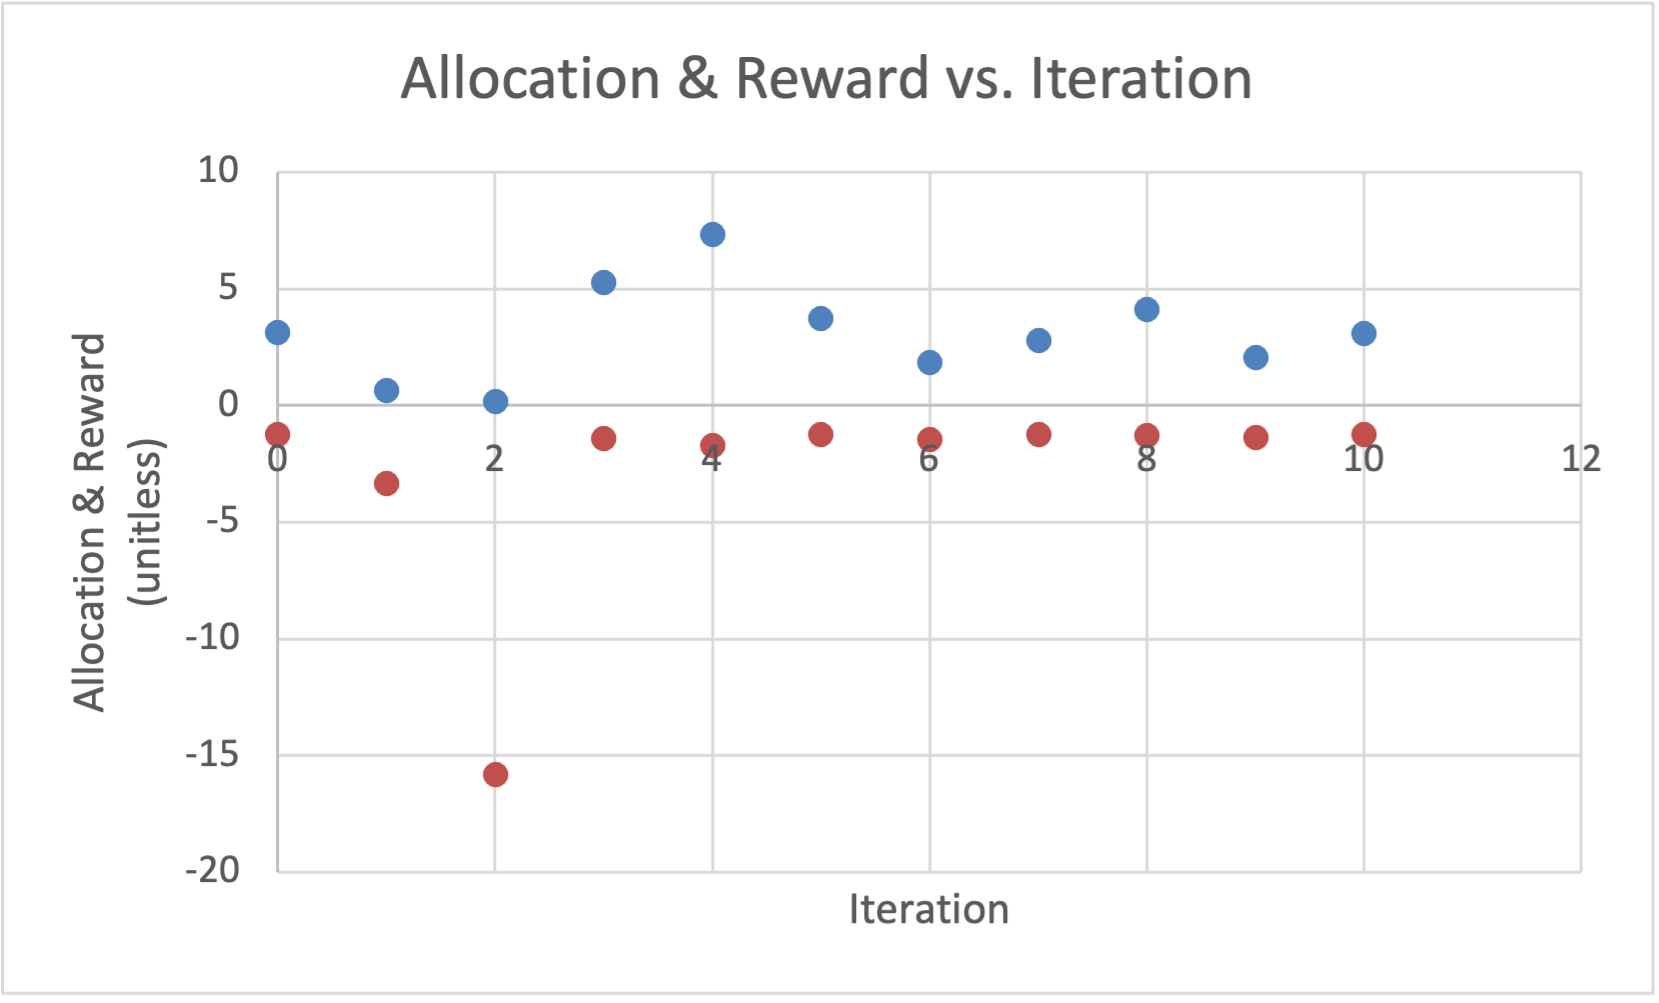 Allocation & Reward vs. Iteration
10
5
0
-5
-10
-15
-20
0 2 4 6 8 10 12
Allocation & Reward
(unitless)
Iteration